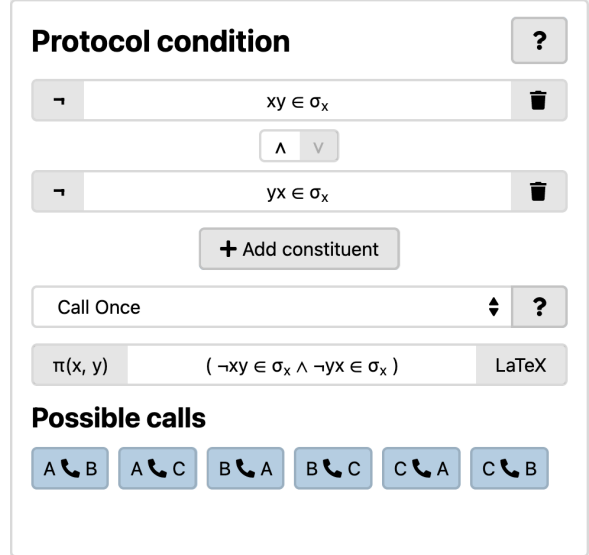 Protocol condition ?
¬ xy ∈ σx
∧ ∨
¬ yx ∈ σx
+ Add constituent
Call Once ?
π(x, y) ( ¬xy ∈ σx ∧ ¬yx ∈ σx ) LaTeX
Possible calls
A 📞 B A 📞 C B 📞 A B 📞 C C 📞 A C 📞 B